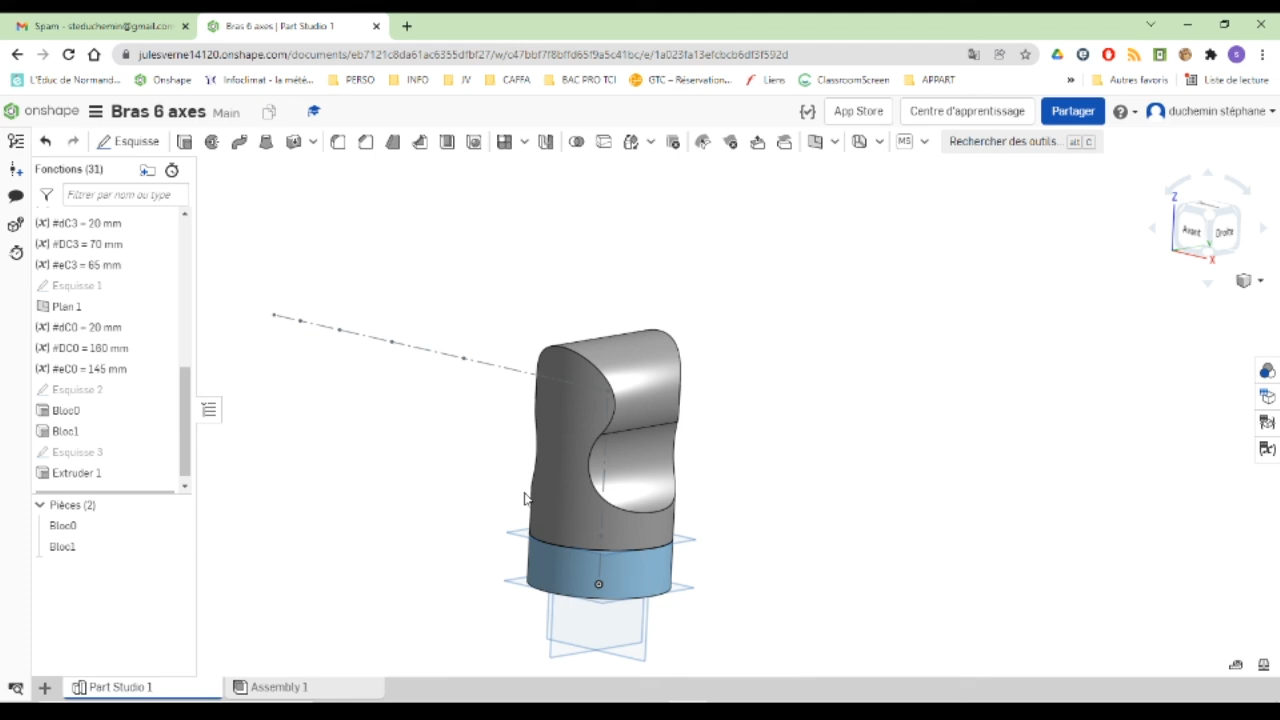 Spam - steduchemin@gmail.com
Bras 6 axes | Part Studio 1
julesverne14120.onshape.com/documents/eb7121c8da61ac6355dfbf27/w/c47bbf7f8bffd65f9a5c41bc/e/1a023fa13efcbcb6df3f592d
L'Éduc de Normand... Onshape Infoclimat - la mété... PERSO INFO JV CAFFA BAC PRO TCI GTC – Réservation... Liens ClassroomScreen APPART » Autres favoris Liste de lecture
onshape Bras 6 axes Main App Store Centre d'apprentissage Partager duchemin stéphane
Esquisse MS Rechercher des outils... alt C
Fonctions (31)
Filtrer par nom ou type
(x) #dC3 = 20 mm
(x) #DC3 = 70 mm
(x) #eC3 = 65 mm
Esquisse 1
Plan 1
(x) #dC0 = 20 mm
(x) #DC0 = 160 mm
(x) #eC0 = 145 mm
Esquisse 2
Bloc0
Bloc1
Esquisse 3
Extruder 1
Pièces (2)
Bloc0
Bloc1
Z
Avant Droite
Y
X
Part Studio 1 Assembly 1